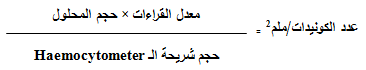 معدل القراءات × حجم المحلول
عدد الكونيدات/ملم2 =
حجم شريحة الـ Haemocytometer